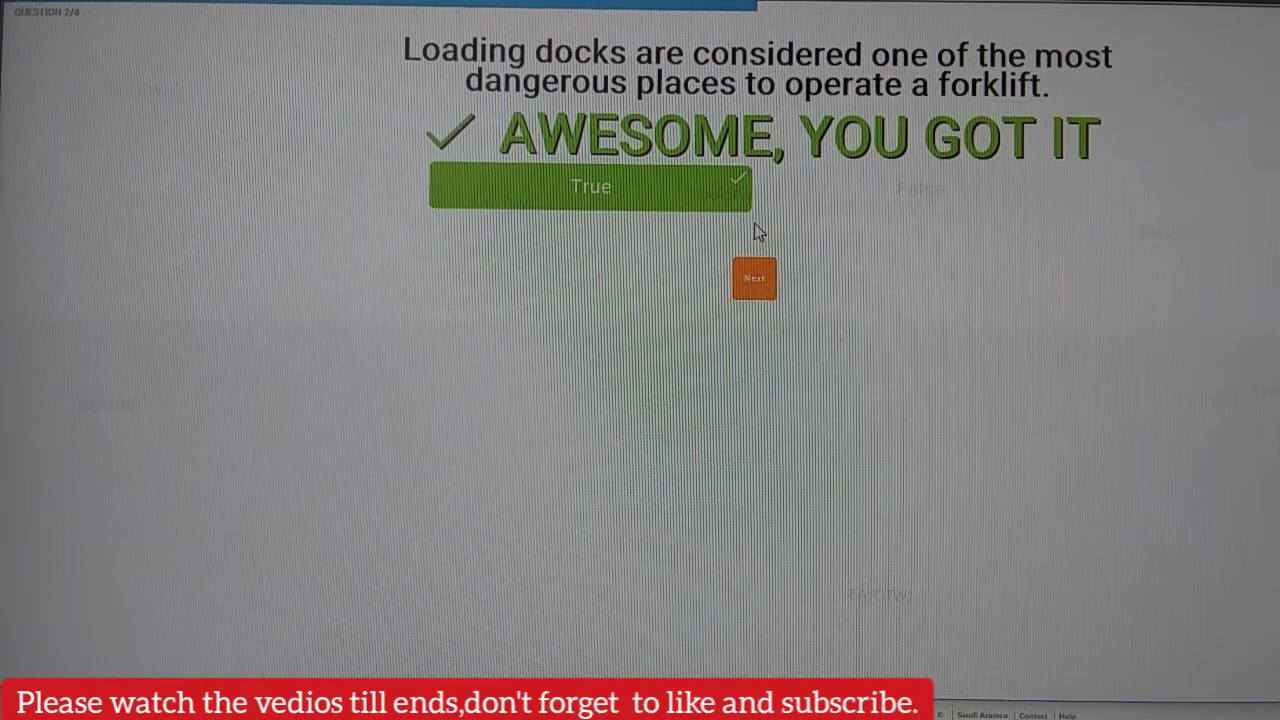 QUESTION 2/4
Loading docks are considered one of the most
dangerous places to operate a forklift.
✓ AWESOME, YOU GOT IT
True
False
Next
Please watch the vedios till ends,don't forget to like and subscribe.
© | Saudi Aramco | Contact | Help